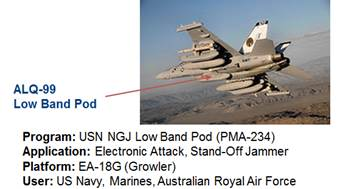 ALQ-99
Low Band Pod
Program: USN NGJ Low Band Pod (PMA-234)
Application: Electronic Attack, Stand-Off Jammer
Platform: EA-18G (Growler)
User: US Navy, Marines, Australian Royal Air Force